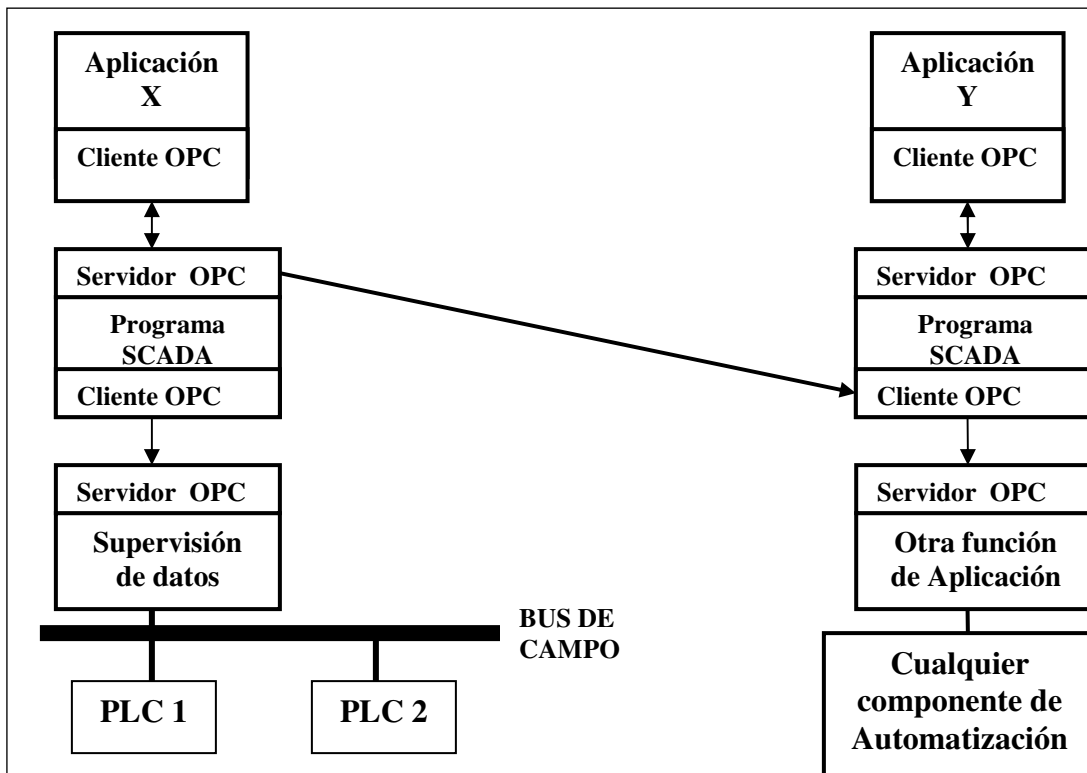 Aplicación
X
Cliente OPC
Servidor OPC
Programa
SCADA
Cliente OPC
Servidor OPC
Supervisión
de datos
BUS DE
CAMPO
PLC 1
PLC 2
Aplicación
Y
Cliente OPC
Servidor OPC
Programa
SCADA
Cliente OPC
Servidor OPC
Otra función
de Aplicación
Cualquier
componente de
Automatización